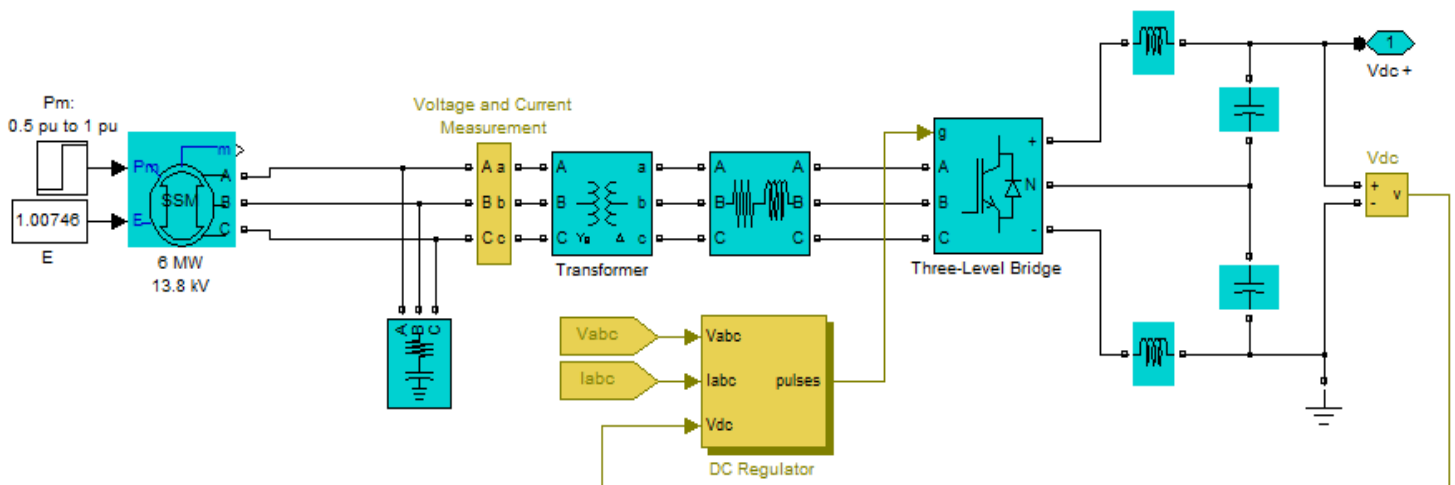 Pm:
0.5 pu to 1 pu
Pm
m
A
SSM
B
E
C
1.00746
E
6 MW
13.8 kV
Voltage and Current
Measurement
A a
B b
C c
A a
B b
C c
Yg Δ
Transformer
A A
B B
C C
g
A +
B N
C -
Three-Level Bridge
1
Vdc +
Vdc
+
- v
A B C
Vabc
Iabc
Vabc
Iabc pulses
Vdc
DC Regulator